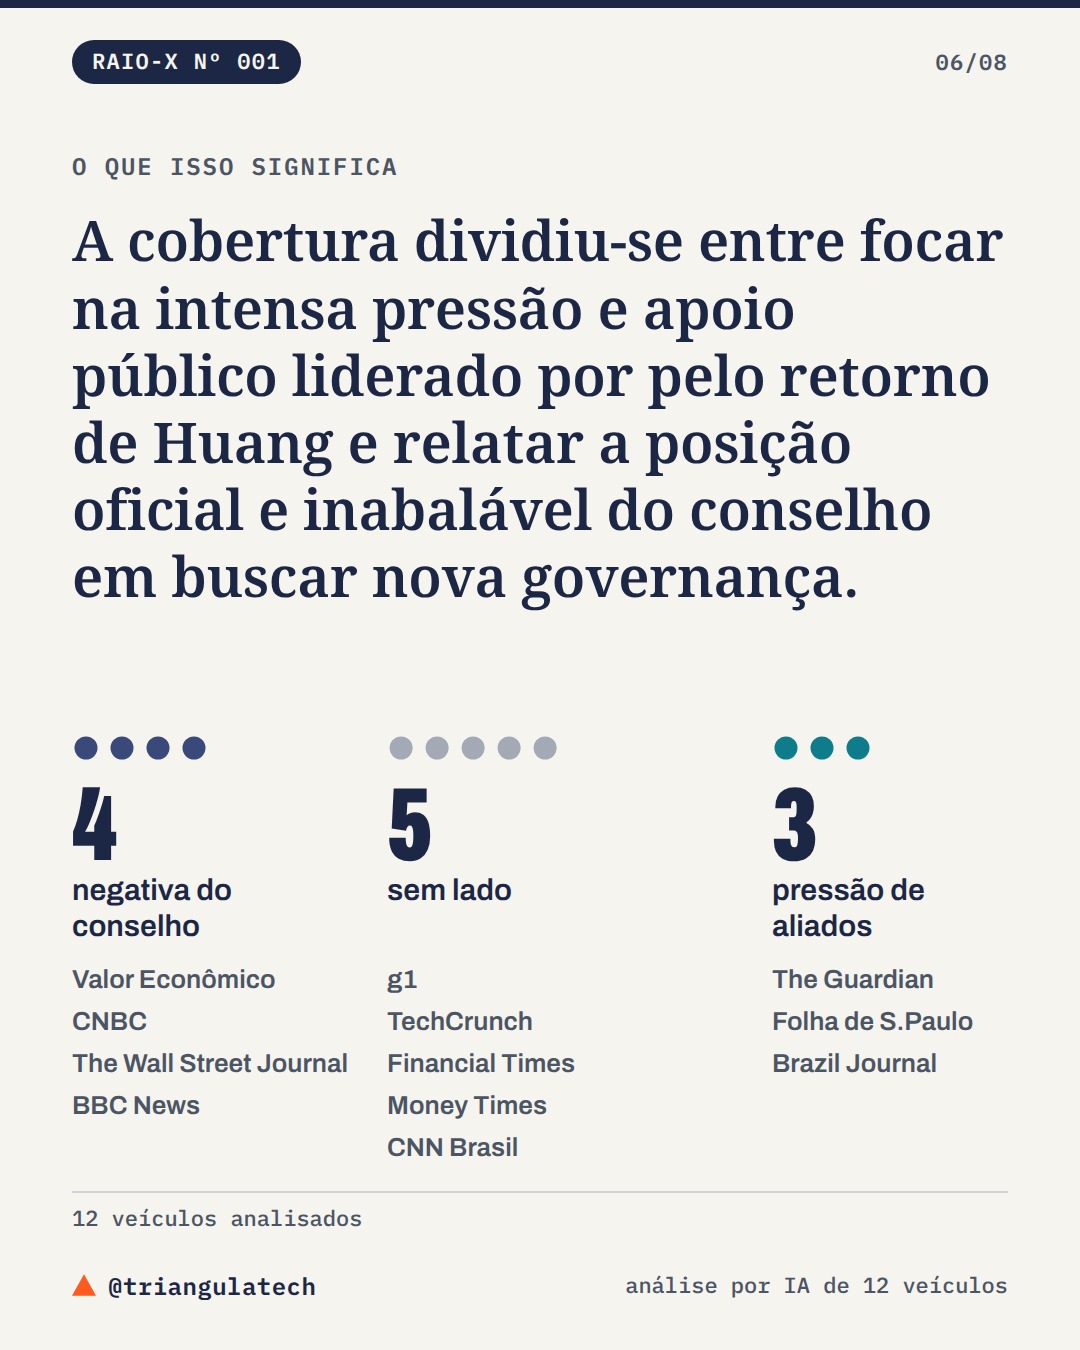 RAIO-X Nº 001
06/08
O QUE ISSO SIGNIFICA
A cobertura dividiu-se entre focar
na intensa pressão e apoio
público liderado por pelo retorno
de Huang e relatar a posição
oficial e inabalável do conselho
em buscar nova governança.
4
negativa do
conselho
Valor Econômico
CNBC
The Wall Street Journal
BBC News
5
sem lado
g1
TechCrunch
Financial Times
Money Times
CNN Brasil
3
pressão de
aliados
The Guardian
Folha de S.Paulo
Brazil Journal
12 veículos analisados
@triangulatech
análise por IA de 12 veículos